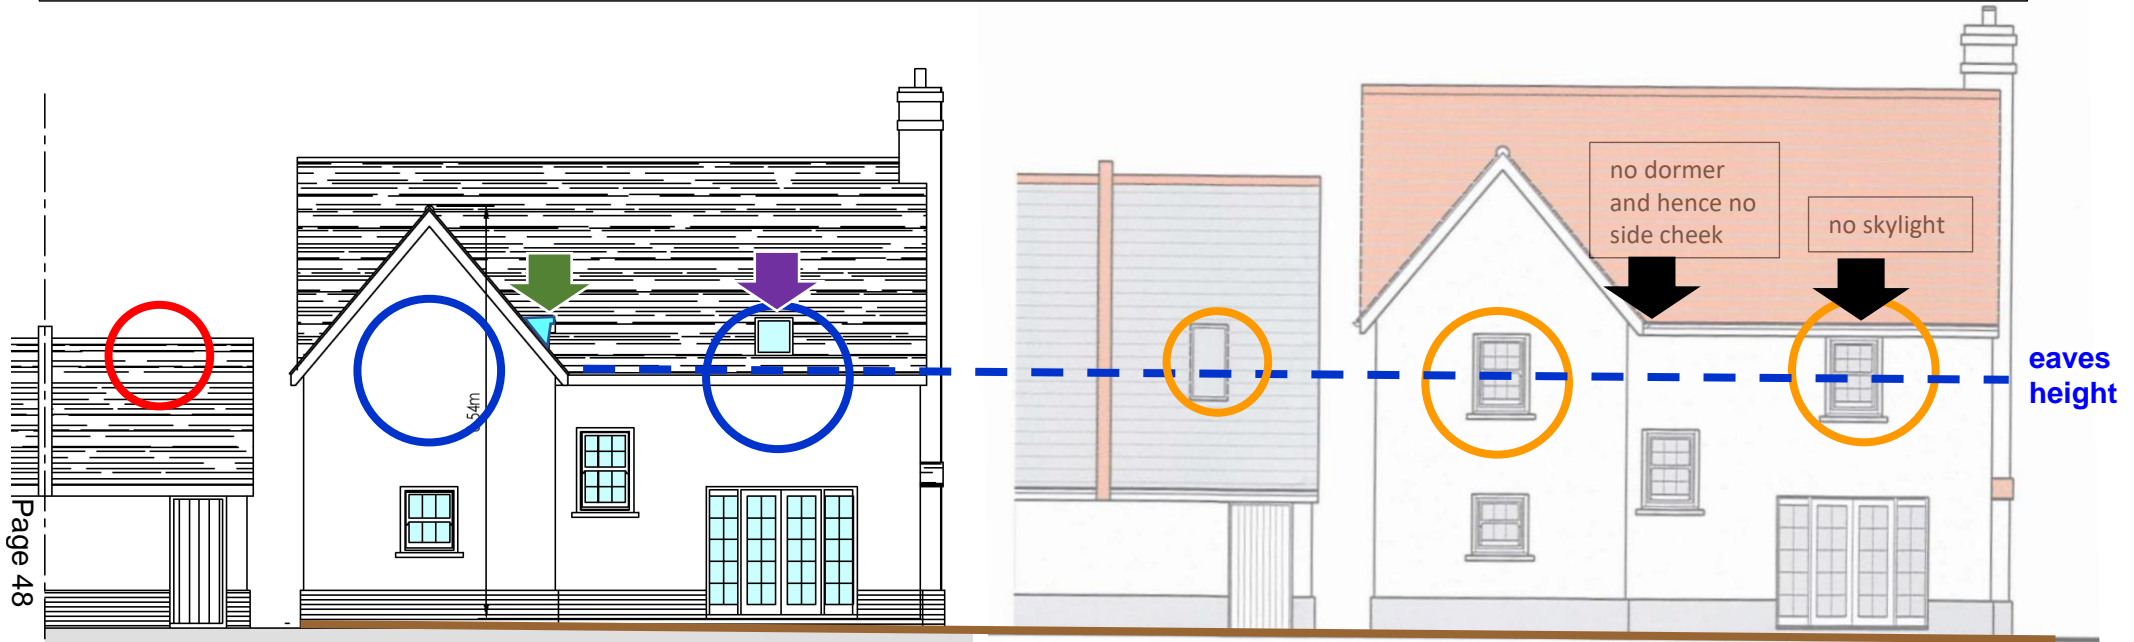 no dormer
and hence no
side cheek
no skylight
eaves
height
54m
Page 48